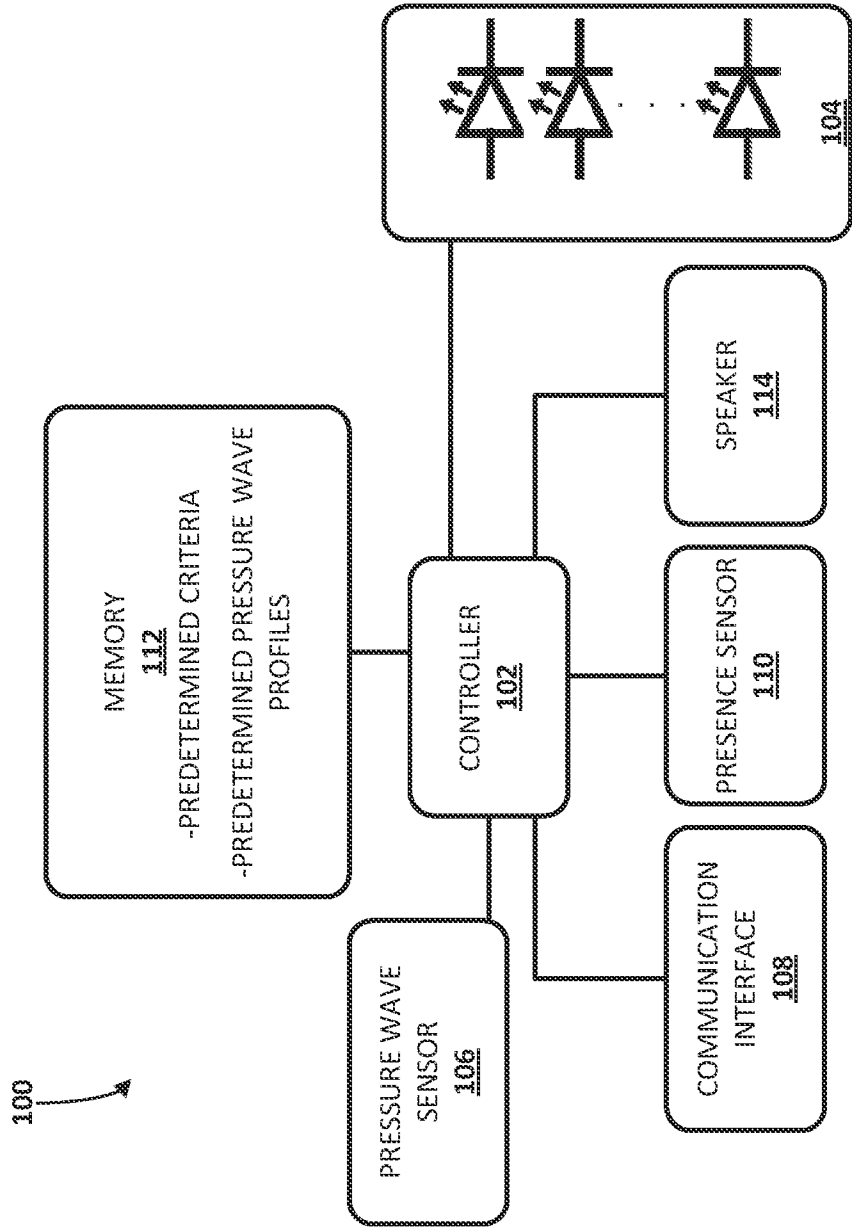 100
MEMORY
112
-PREDETERMINED CRITERIA
-PREDETERMINED PRESSURE WAVE
PROFILES
PRESSURE WAVE
SENSOR
106
CONTROLLER
102
104
COMMUNICATION
INTERFACE
108
PRESENCE SENSOR
110
SPEAKER
114